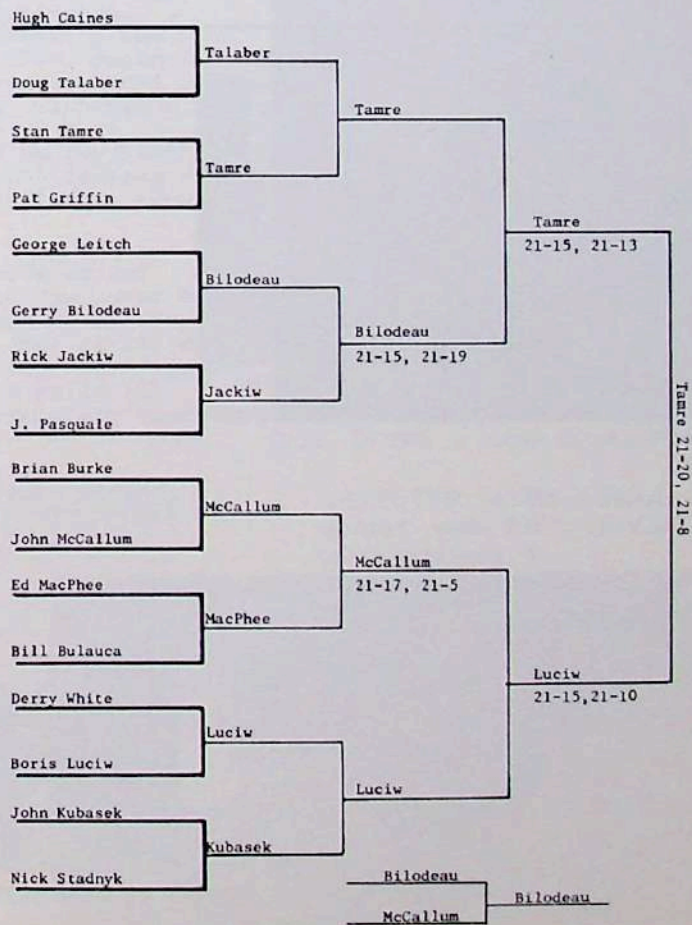 Hugh Caines
Talaber
Doug Talaber
Tamre
Stan Tamre
Tamre
Pat Griffin
Tamre
21-15, 21-13
George Leitch
Bilodeau
Gerry Bilodeau
Bilodeau
21-15, 21-19
Rick Jackiw
Jackiw
J. Pasquale
Tamre 21-20, 21-8
Brian Burke
McCallum
John McCallum
McCallum
21-17, 21-5
Ed MacPhee
MacPhee
Bill Bulauca
Luciw
21-15,21-10
Derry White
Luciw
Boris Luciw
Luciw
John Kubasek
Kubasek
Nick Stadnyk
Bilodeau
Bilodeau
McCallum